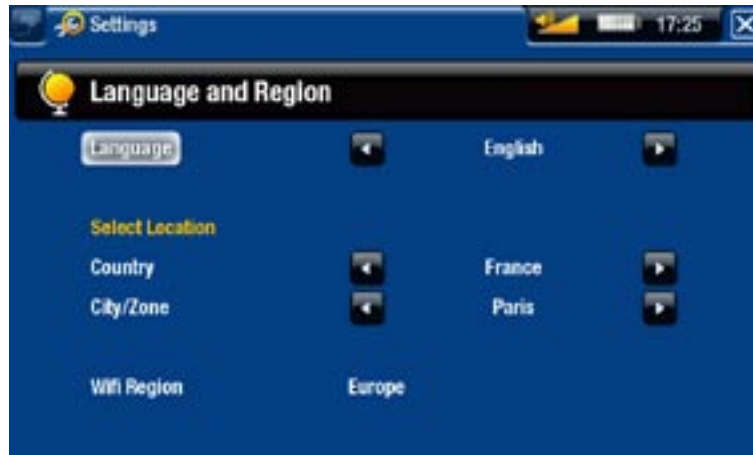 Settings 17:25
Language and Region
Language English
Select Location
Country France
City/Zone Paris
Wifi Region Europe